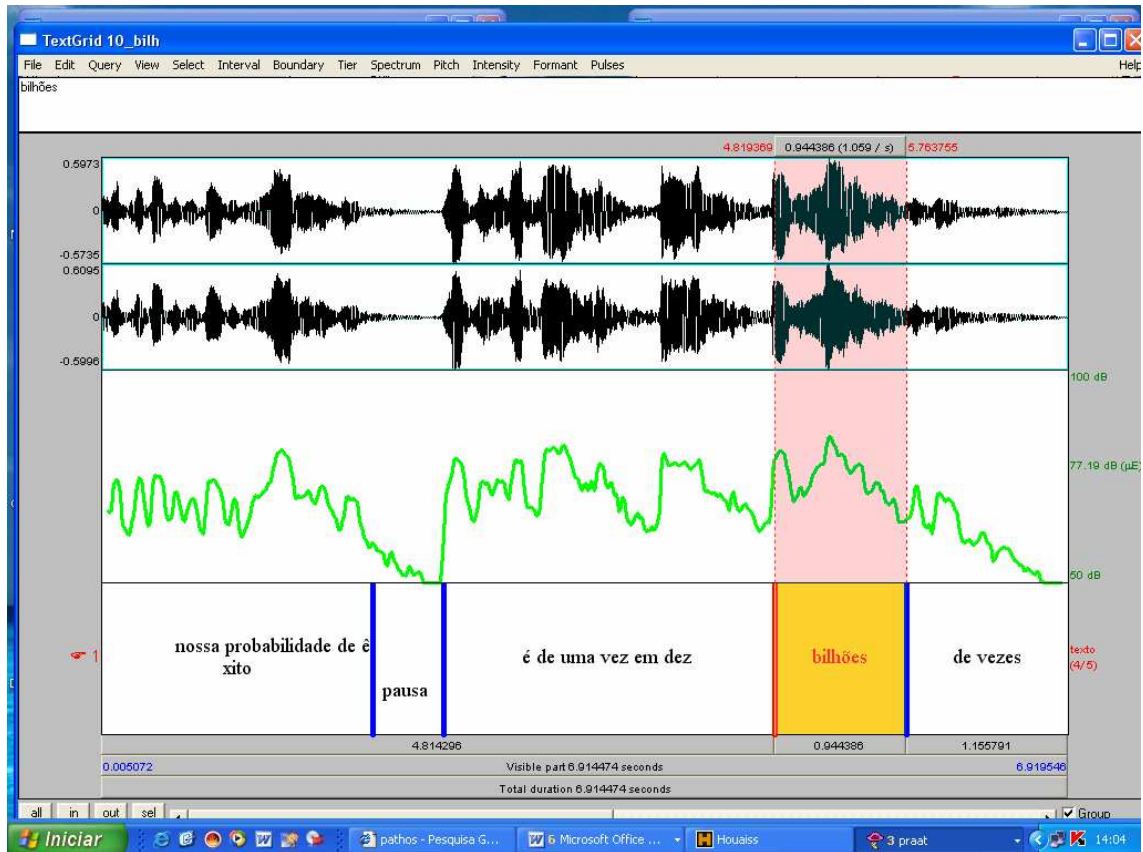 TextGrid 10_bilh
File Edit Query View Select Interval Boundary Tier Spectrum Pitch Intensity Formant Pulses Help
bilhões
4.819369 0.944386 (1.059 / s) 5.763755
0.5973
0
-0.5735
0.6095
0
-0.5996
100 dB
77.19 dB (µE)
50 dB
nossa probabilidade de ê
xito
pausa
é de uma vez em dez
bilhões
de vezes
1
texto
(4/5)
4.814296 0.944386 1.155791
0.005072 Visible part 6.914474 seconds 6.919546
Total duration 6.914474 seconds
all in out sel Group
Iniciar pathos - Pesquisa G... 6 Microsoft Office ... Houaiss 3 praat 14:04